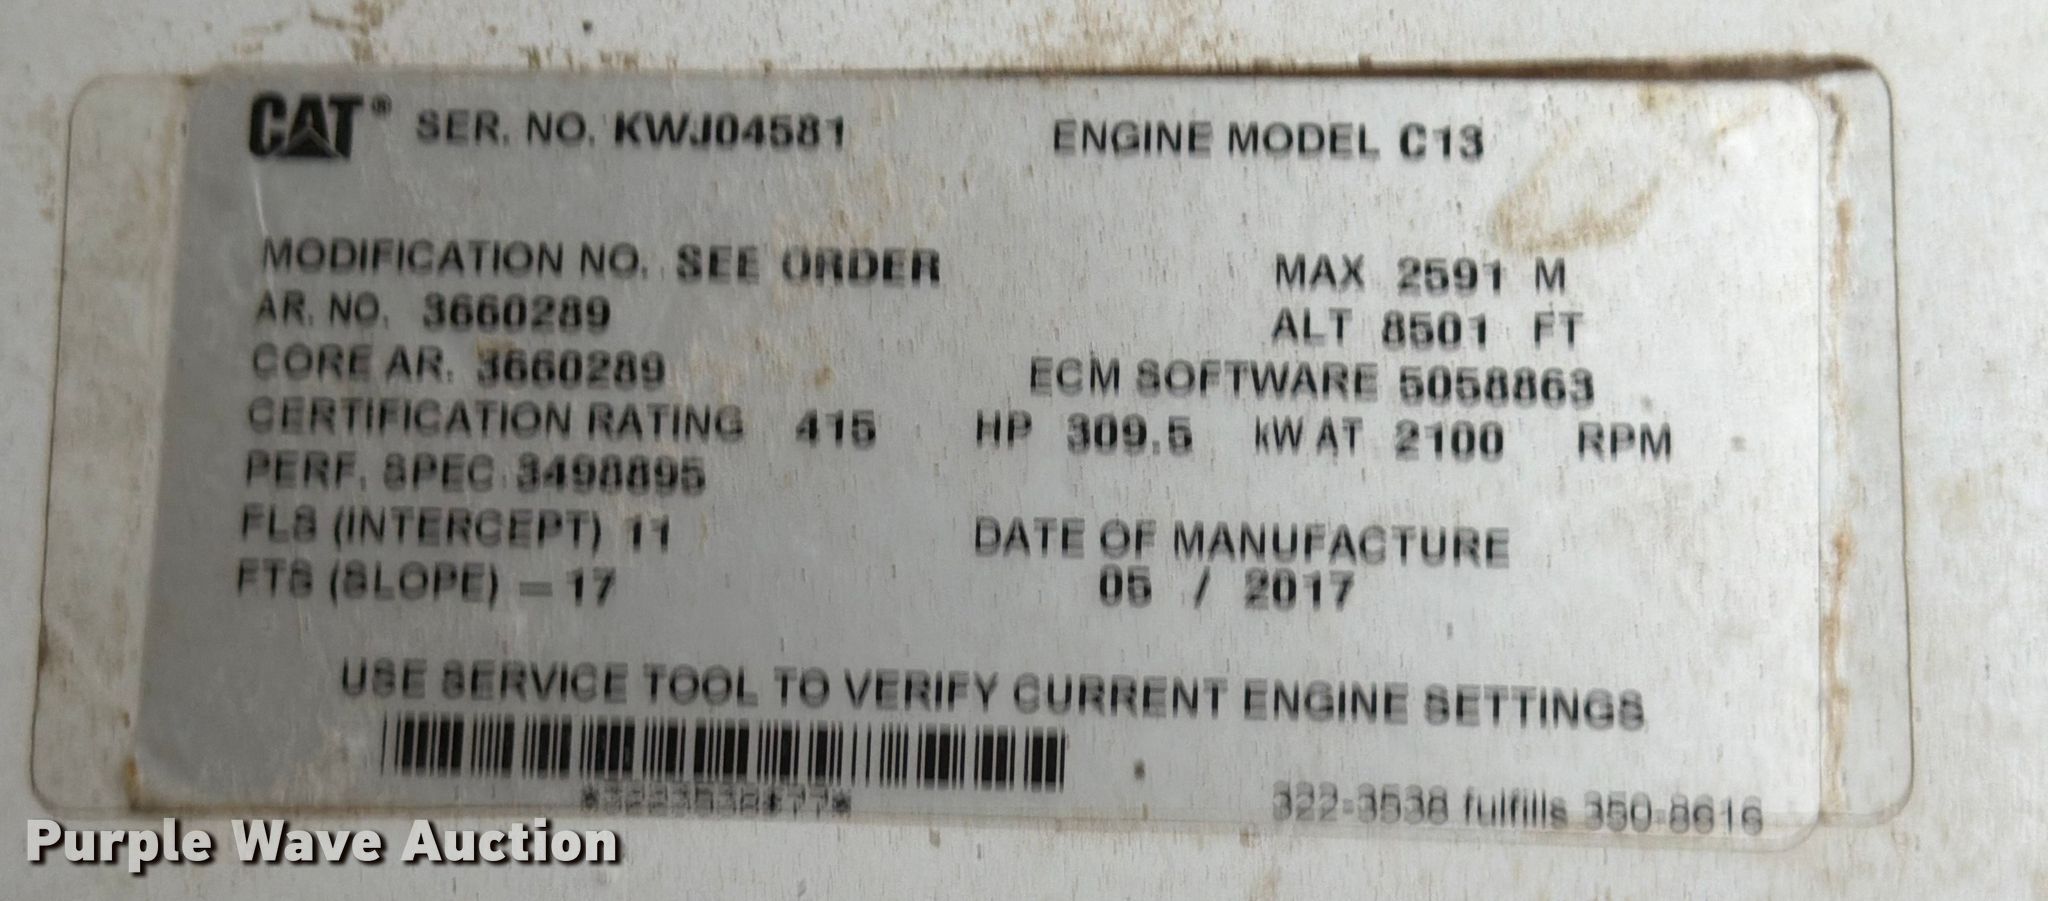 CAT® SER. NO. KWJ04581 ENGINE MODEL C13
MODIFICATION NO. SEE ORDER MAX 2591 M
AR. NO. 3660289 ALT 8501 FT
CORE AR. 3660289 ECM SOFTWARE 5058863
CERTIFICATION RATING 415 HP 309.5 kW AT 2100 RPM
PERF. SPEC 3498895
FLS (INTERCEPT) 11 DATE OF MANUFACTURE
FTS (SLOPE) -17 05 / 2017
USE SERVICE TOOL TO VERIFY CURRENT ENGINE SETTINGS
322-3538 fulfills 350-8616
Purple Wave Auction